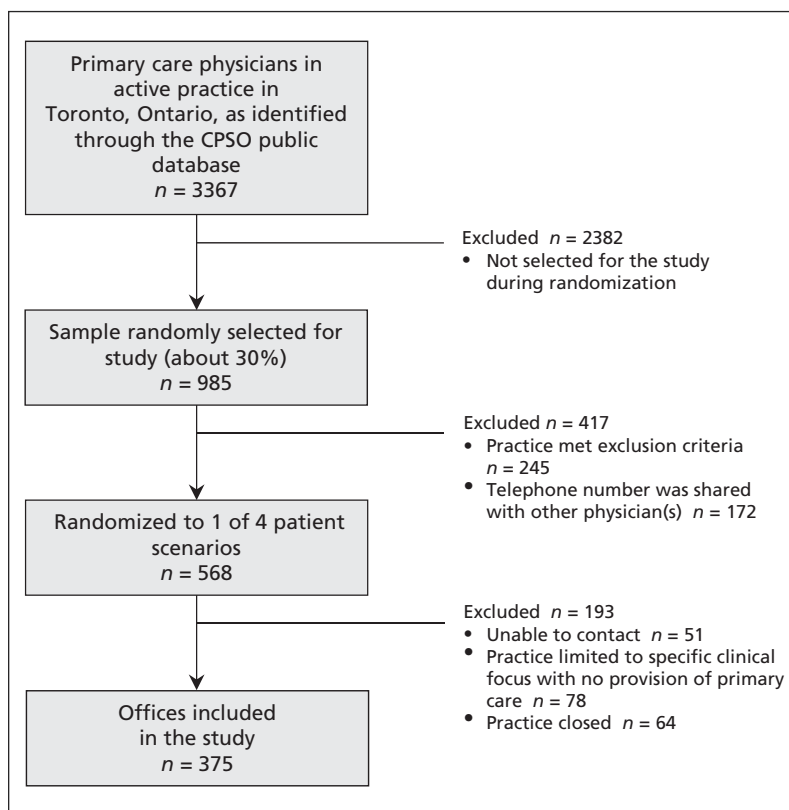 Primary care physicians in
active practice in
Toronto, Ontario, as identified
through the CPSO public
database
n = 3367
Excluded n = 2382
• Not selected for the study
during randomization
Sample randomly selected for
study (about 30%)
n = 985
Excluded n = 417
• Practice met exclusion criteria
n = 245
• Telephone number was shared
with other physician(s) n = 172
Randomized to 1 of 4 patient
scenarios
n = 568
Excluded n = 193
• Unable to contact n = 51
• Practice limited to specific clinical
focus with no provision of primary
care n = 78
• Practice closed n = 64
Offices included
in the study
n = 375